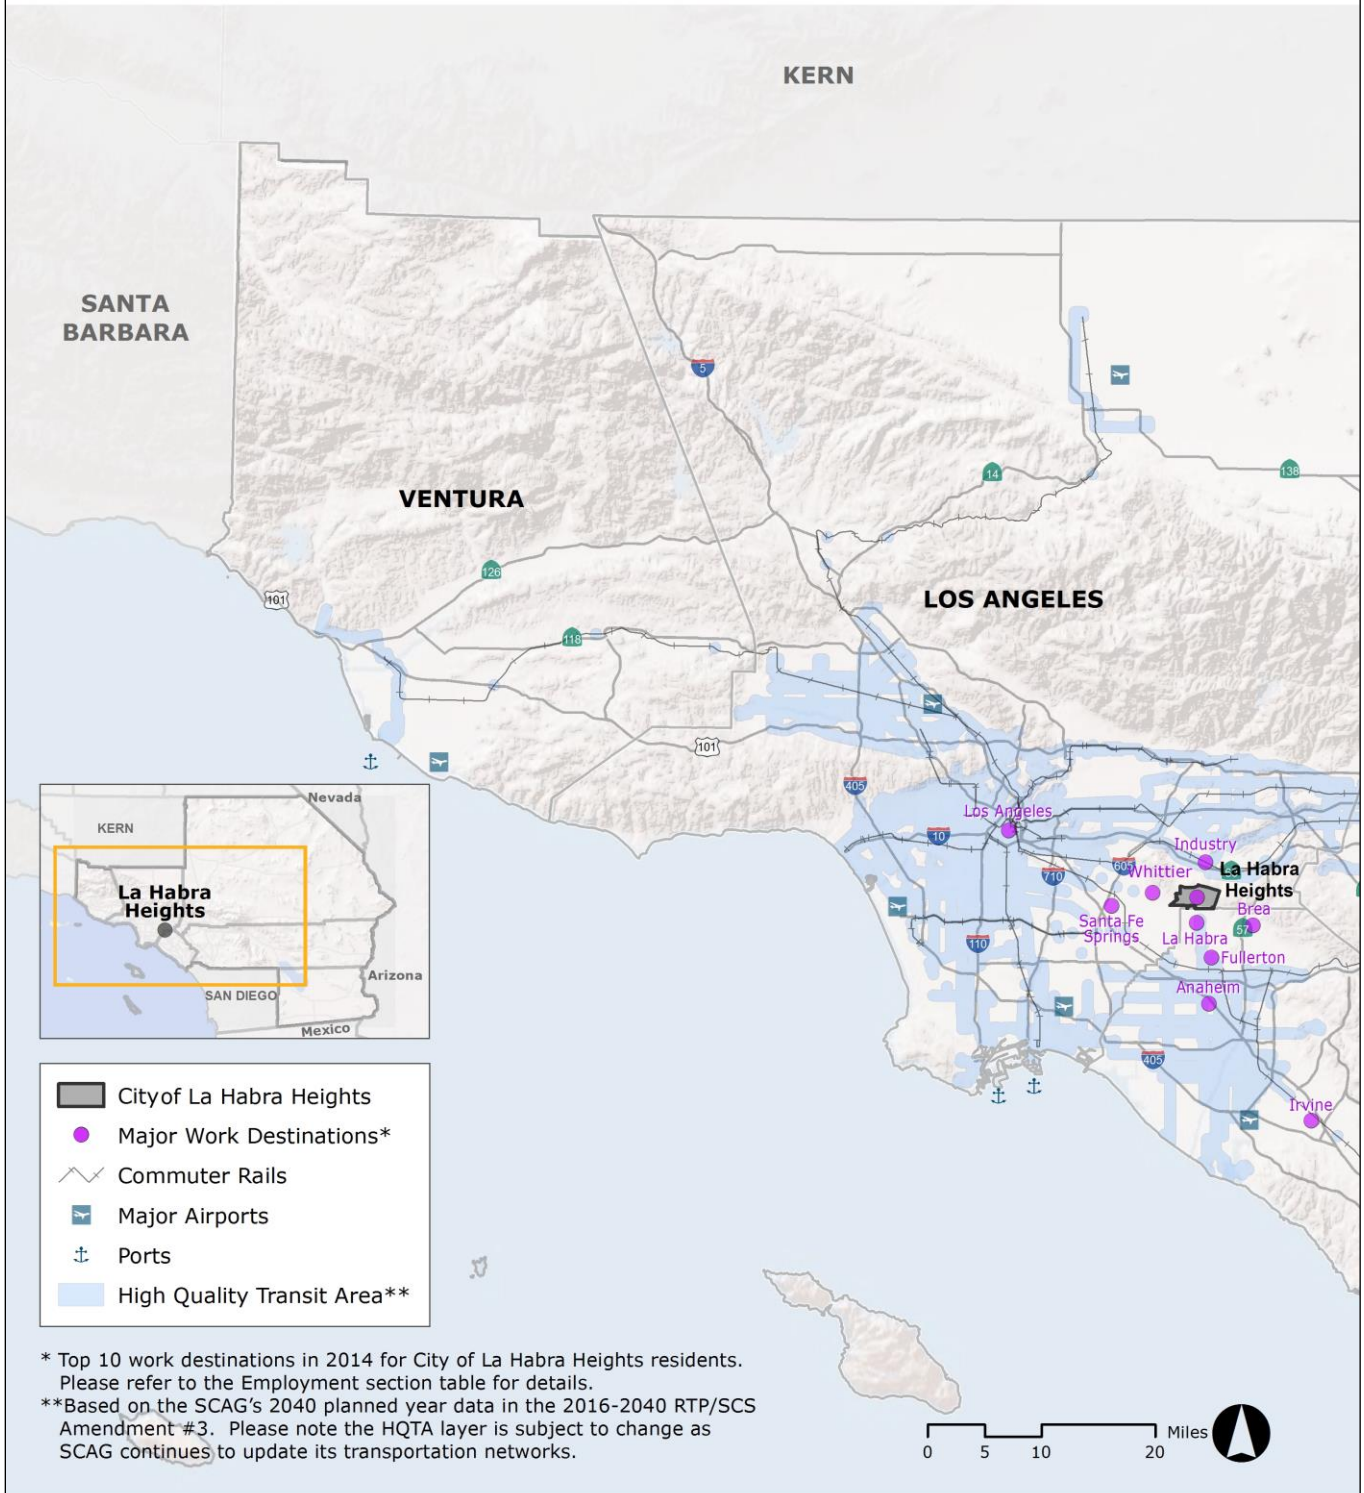 KERN
SANTA
BARBARA
5
14
138
VENTURA
126
101
LOS ANGELES
118
101
405
Los Angeles
10
Industry
605
710
Whittier
La Habra
Heights
Brea
Santa Fe
Springs
57
La Habra
110
Fullerton
Anaheim
405
Irvine
Nevada
KERN
La Habra
Heights
Arizona
SAN DIEGO
Mexico
Cityof La Habra Heights
Major Work Destinations*
Commuter Rails
Major Airports
Ports
High Quality Transit Area**
* Top 10 work destinations in 2014 for City of La Habra Heights residents.
Please refer to the Employment section table for details.
**Based on the SCAG's 2040 planned year data in the 2016-2040 RTP/SCS
Amendment #3. Please note the HQTA layer is subject to change as
SCAG continues to update its transportation networks.
Miles
0 5 10 20